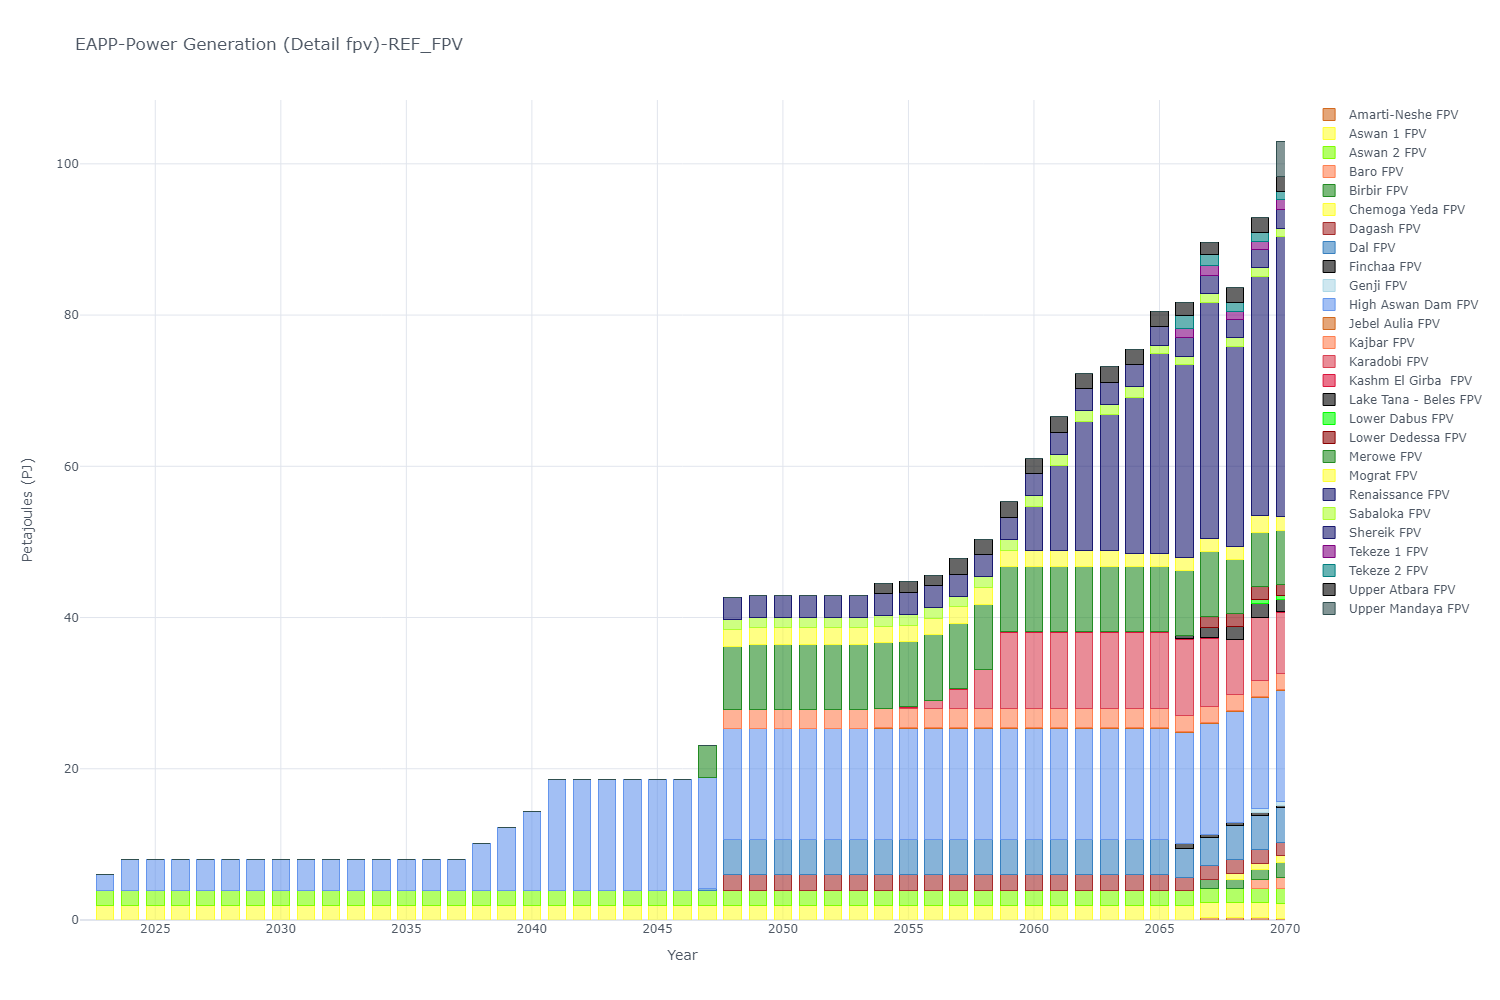 EAPP-Power Generation (Detail fpv)-REF_FPV
Petajoules (PJ)
100
80
60
40
20
0
2025
2030
2035
2040
2045
2050
2055
2060
2065
2070
Year
Amarti-Neshe FPV
Aswan 1 FPV
Aswan 2 FPV
Baro FPV
Birbir FPV
Chemoga Yeda FPV
Dagash FPV
Dal FPV
Finchaa FPV
Genji FPV
High Aswan Dam FPV
Jebel Aulia FPV
Kajbar FPV
Karadobi FPV
Kashm El Girba  FPV
Lake Tana - Beles FPV
Lower Dabus FPV
Lower Dedessa FPV
Merowe FPV
Mograt FPV
Renaissance FPV
Sabaloka FPV
Shereik FPV
Tekeze 1 FPV
Tekeze 2 FPV
Upper Atbara FPV
Upper Mandaya FPV